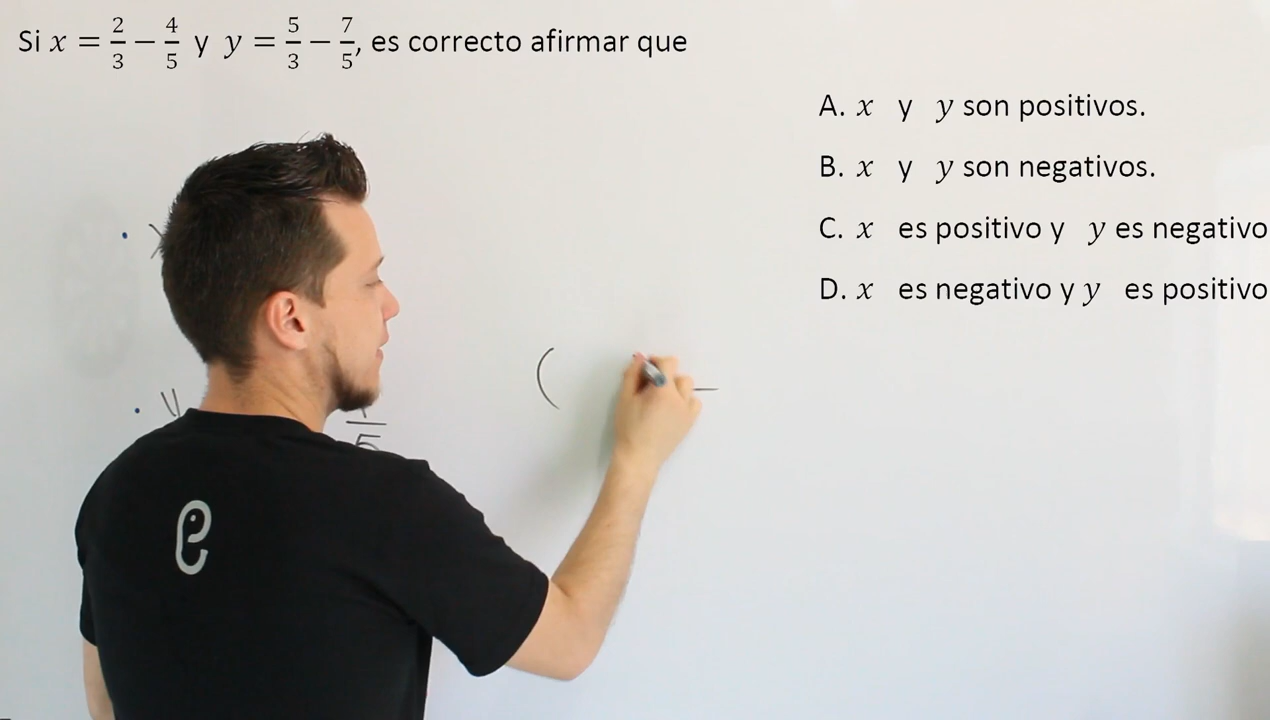 Si x = 2/3 − 4/5 y y = 5/3 − 7/5, es correcto afirmar que
A. x y y son positivos.
B. x y y son negativos.
C. x es positivo y y es negativo
D. x es negativo y y es positivo
5
(